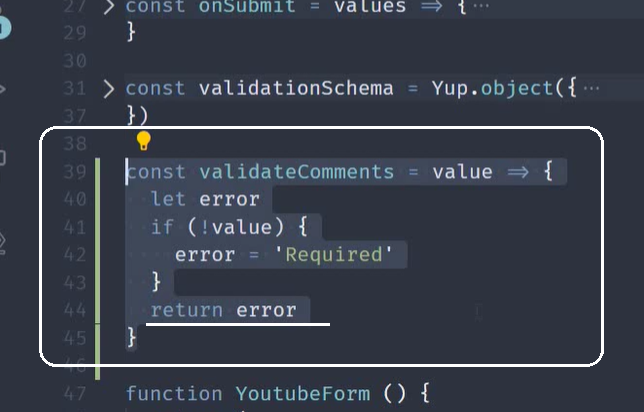 27 > const onSubmit = values ⇒ {···
29 }
30
31 > const validationSchema = Yup.object({···
37 })
38
39 const validateComments = value ⇒ {
40 let error
41 if (!value) {
42 error = 'Required'
43 }
44 return error
45 }
46
47 function YoutubeForm () {